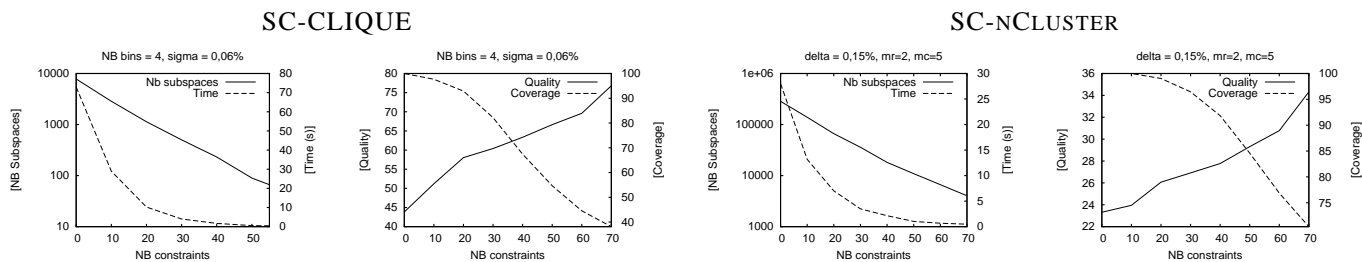 SC-CLIQUE
NB bins = 4, sigma = 0,06%
10000
1000
100
10
[NB Subspaces]
Nb subspaces
Time
80
70
60
50
40
30
20
10
0
[Time (s)]
0 10 20 30 40 50
NB constraints
NB bins = 4, sigma = 0,06%
80
75
70
65
60
55
50
45
40
[Quality]
Quality
Coverage
100
90
80
70
60
50
40
[Coverage]
0 10 20 30 40 50 60 70
NB constraints
SC-NCLUSTER
delta = 0,15%, mr=2, mc=5
1e+06
100000
10000
1000
[NB Subspaces]
Nb subspaces
Time
30
25
20
15
10
5
0
[Time (s)]
0 10 20 30 40 50 60 70
NB constraints
delta = 0,15%, mr=2, mc=5
36
34
32
30
28
26
24
22
[Quality]
Quality
Coverage
100
95
90
85
80
75
[Coverage]
0 10 20 30 40 50 60 70
NB constraints